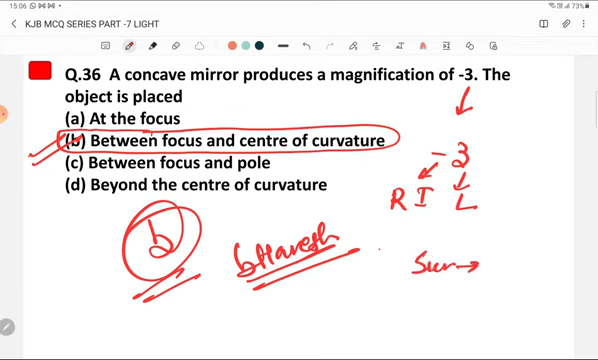 15:06 73%
KJB MCQ SERIES PART -7 LIGHT
Q.36 A concave mirror produces a magnification of -3. The
object is placed
(a) At the focus
(b) Between focus and centre of curvature
(c) Between focus and pole
(d) Beyond the centre of curvature
- 3
R I L
b